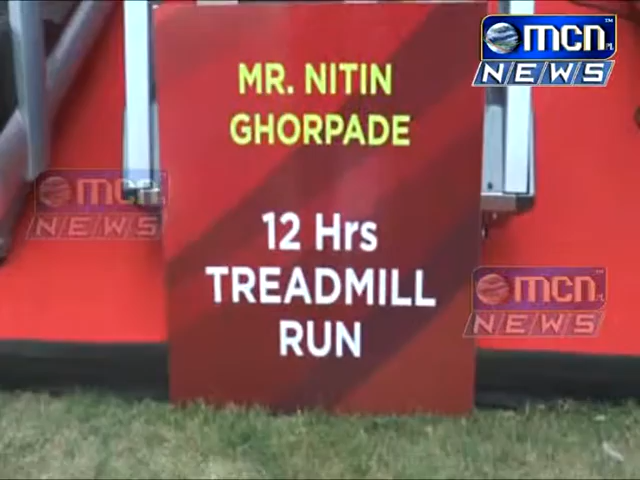 MR. NITIN
GHORPADE
12 Hrs
TREADMILL
RUN
mcn
NEWS
mcn
NEWS
mcn
NEWS